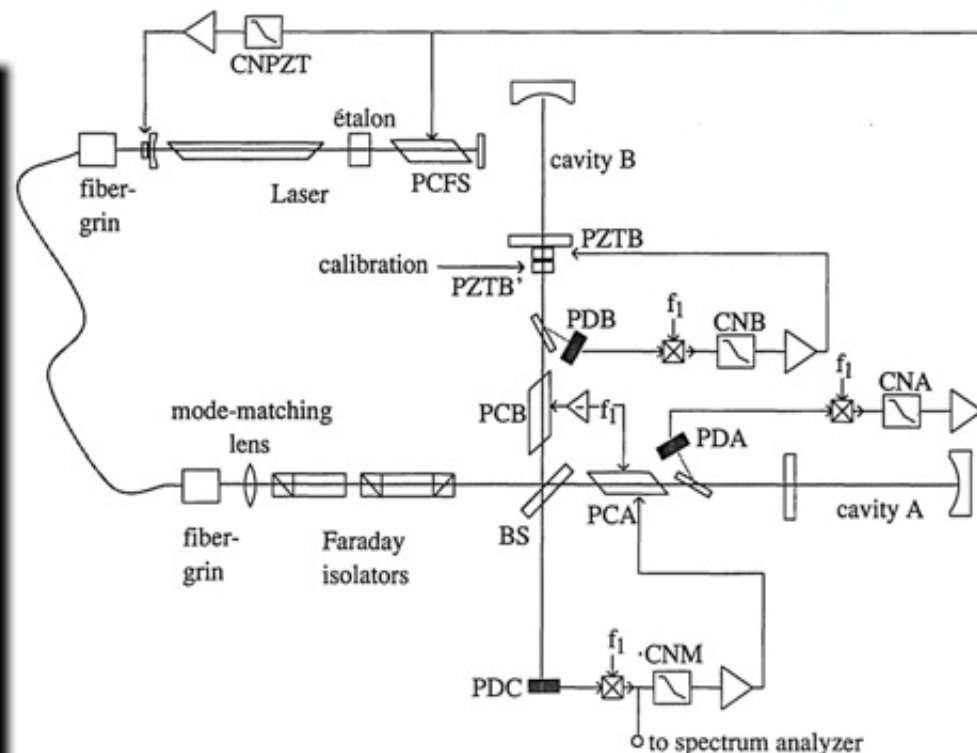 CNPZT
étalon
fiber-
grin
Laser
PCFS
cavity B
PZTB
calibration
PZTB'
PDB
f1
CNB
f1
CNA
mode-matching
lens
PCB
f1
PDA
BS
PCA
cavity A
fiber-
grin
Faraday
isolators
f1
CNM
PDC
to spectrum analyzer